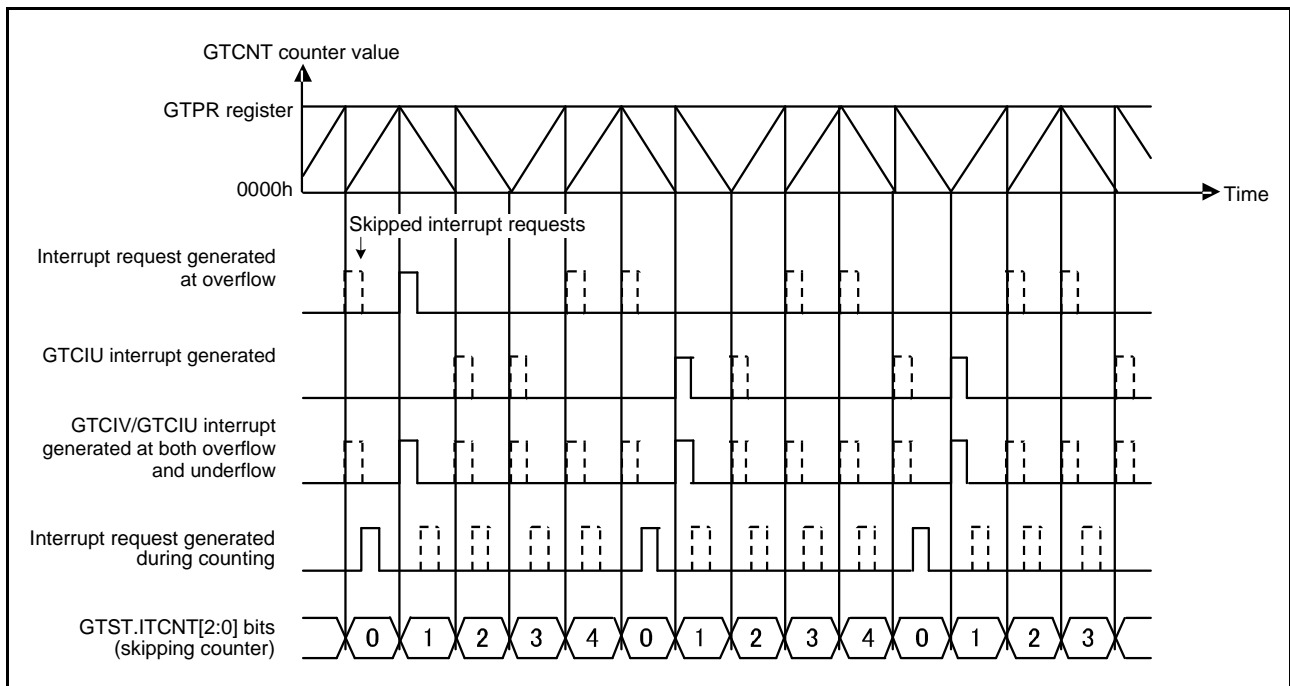 GTCNT counter value
GTPR register
0000h
Time
Skipped interrupt requests
Interrupt request generated
at overflow
GTCIU interrupt generated
GTCIV/GTCIU interrupt
generated at both overflow
and underflow
Interrupt request generated
during counting
GTST.ITCNT[2:0] bits
(skipping counter)
0 1 2 3 4 0 1 2 3 4 0 1 2 3